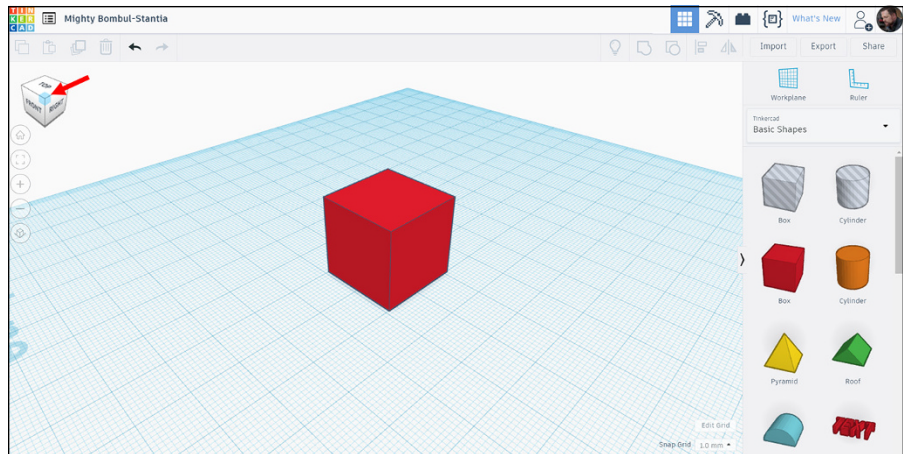 TIN
KER
CAD
Mighty Bombul-Stantia
What's New
Import Export Share
TOP
FRONT RIGHT
Workplane Ruler
Tinkercad
Basic Shapes
Box Cylinder
Box Cylinder
Pyramid Roof
TEXT
Edit Grid
Snap Grid 1.0 mm